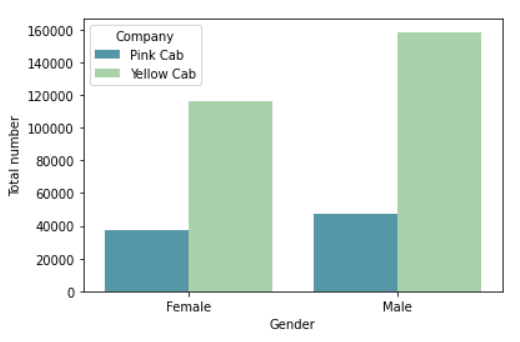 Company
Pink Cab
Yellow Cab
160000
140000
120000
100000
80000
60000
40000
20000
0
Total number
Female
Male
Gender